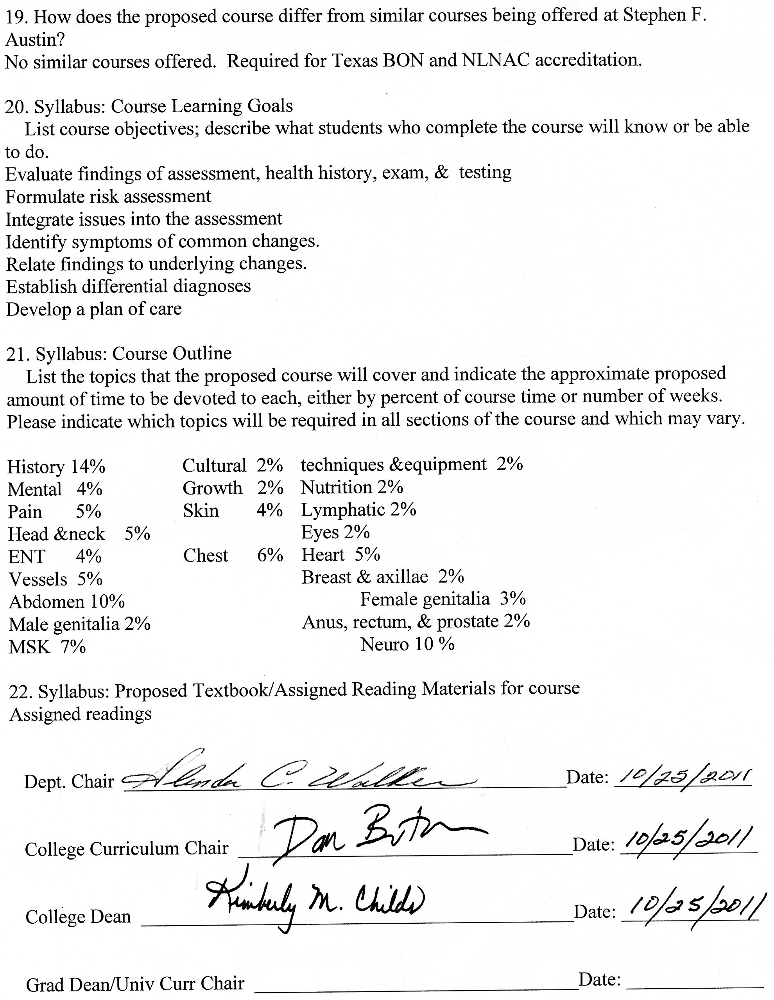 19. How does the proposed course differ from similar courses being offered at Stephen F.
Austin?
No similar courses offered.  Required for Texas BON and NLNAC accreditation.
20. Syllabus: Course Learning Goals
List course objectives; describe what students who complete the course will know or be able
to do.
Evaluate findings of assessment, health history, exam, &  testing
Formulate risk assessment
Integrate issues into the assessment
Identify symptoms of common changes.
Relate findings to underlying changes.
Establish differential diagnoses
Develop a plan of care
21. Syllabus: Course Outline
List the topics that the proposed course will cover and indicate the approximate proposed
amount of time to be devoted to each, either by percent of course time or number of weeks.
Please indicate which topics will be required in all sections of the course and which may vary.
History 14% Cultural 2% techniques &equipment 2%
Mental 4% Growth 2% Nutrition 2%
Pain 5% Skin 4% Lymphatic 2%
Head &neck 5% Eyes 2%
ENT 4% Chest 6% Heart 5%
Vessels 5% Breast & axillae 2%
Abdomen 10% Female genitalia 3%
Male genitalia 2% Anus, rectum, & prostate 2%
MSK 7% Neuro 10 %
22. Syllabus: Proposed Textbook/Assigned Reading Materials for course
Assigned readings
Dept. Chair Glenda C. Walker Date: 10/25/2011
College Curriculum Chair Dan Date: 10/25/2011
College Dean Kimberly M. Childs Date: 10/25/2011
Grad Dean/Univ Curr Chair Date: